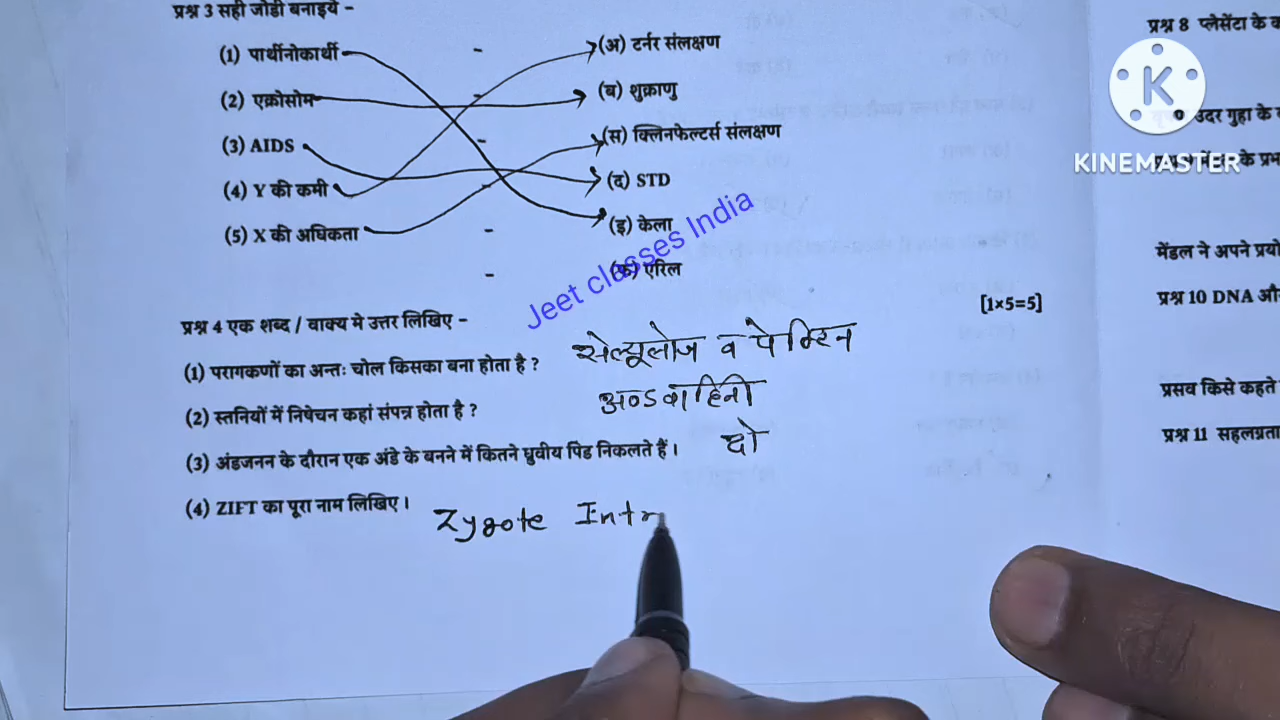 प्रश्न 3 सही जोडी बनाइये -
(1) पार्थीनोकार्थी - (अ) टर्नर संलक्षण
(2) एक्रोसोम - (ब) शुक्राणु
(3) AIDS - (स) क्लिनफेल्टर्स संलक्षण
(4) Y की कमी - (द) STD
(5) X की अधिकता - (इ) केला
- (फ) एरिल
Jeet classes India
प्रश्न 4 एक शब्द / वाक्य मे उत्तर लिखिए - [1×5=5]
(1) परागकणों का अन्तः चोल किसका बना होता है ? सेल्यूलोज व पेक्टिन
(2) स्तनियों में निषेचन कहां संपन्न होता है ? अण्डवाहिनी
(3) अंडजनन के दौरान एक अंडे के बनने में कितने ध्रुवीय पिंड निकलते हैं। दो
(4) ZIFT का पूरा नाम लिखिए। Zygote Intr
प्रश्न 8 प्लेसेंटा के
K
KINEMASTER
उदर गुहा के
के प्रभ
मेंडल ने अपने प्रयो
प्रश्न 10 DNA औ
प्रसव किसे कहते
प्रश्न 11 सहलग्नता